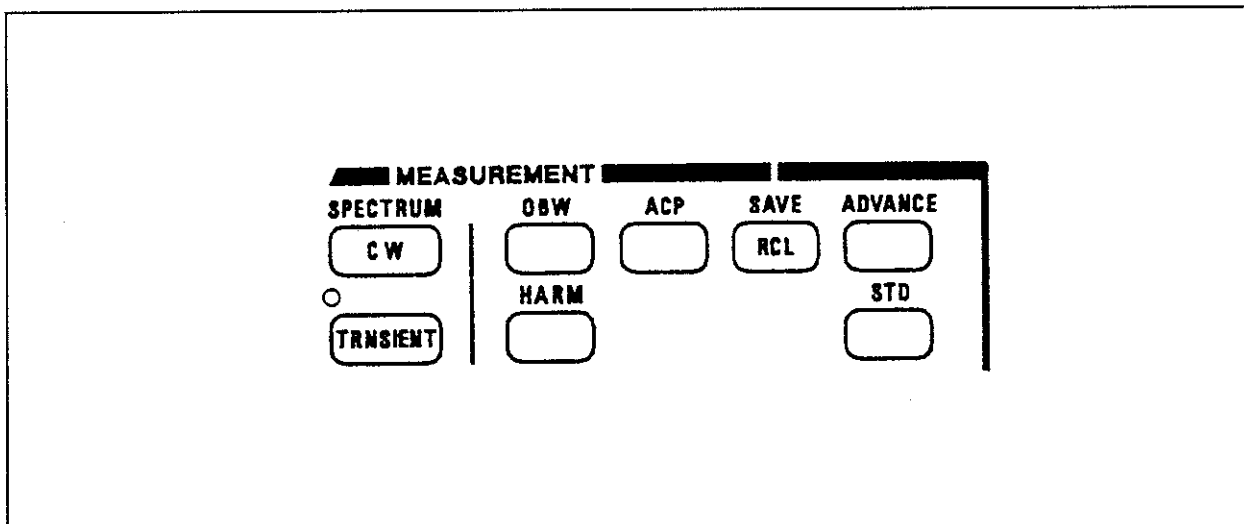 MEASUREMENT
SPECTRUM OBW ACP SAVE ADVANCE
CW RCL
HARM STD
TRNSIENT